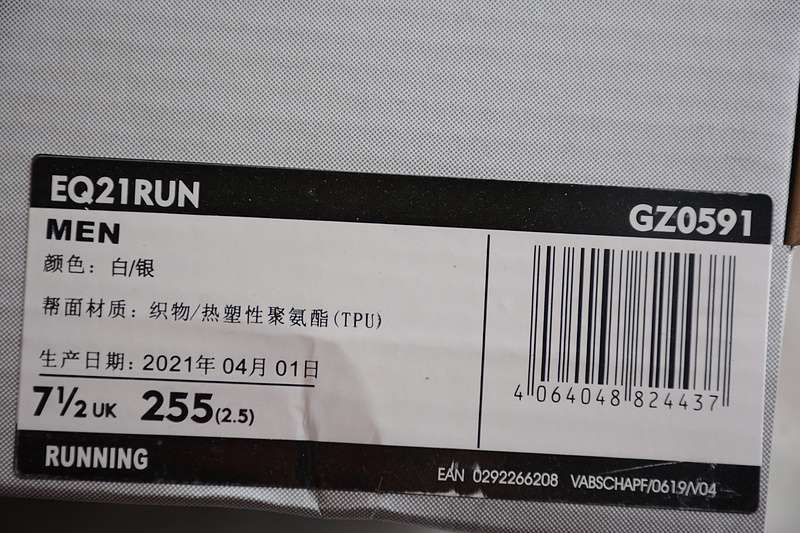 EQ21RUN
GZ0591
MEN
颜色：白/银
帮面材质：织物/热塑性聚氨酯(TPU)
生产日期：2021年 04月 01日
7½ UK 255(2.5)
4 064048 824437
RUNNING
EAN 0292266208 VABSCHAPF/0619/V04